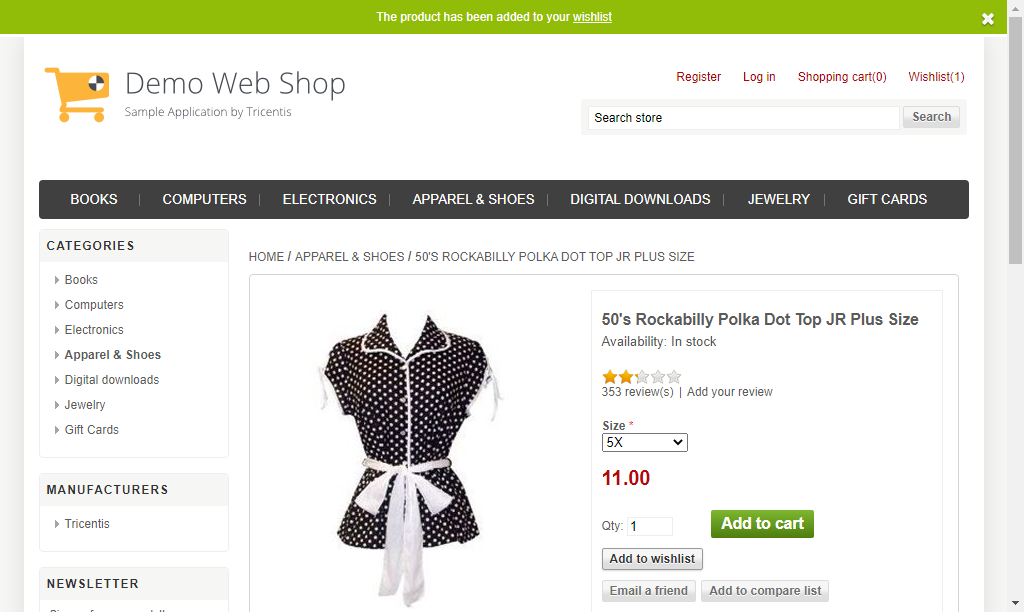 The product has been added to your wishlist
Demo Web Shop
Sample Application by Tricentis
Register Log in Shopping cart(0) Wishlist(1)
Search store Search
BOOKS COMPUTERS ELECTRONICS APPAREL & SHOES DIGITAL DOWNLOADS JEWELRY GIFT CARDS
CATEGORIES
Books
Computers
Electronics
Apparel & Shoes
Digital downloads
Jewelry
Gift Cards
MANUFACTURERS
Tricentis
NEWSLETTER
HOME / APPAREL & SHOES / 50'S ROCKABILLY POLKA DOT TOP JR PLUS SIZE
50's Rockabilly Polka Dot Top JR Plus Size
Availability: In stock
353 review(s) | Add your review
Size *
5X
11.00
Qty: 1 Add to cart
Add to wishlist
Email a friend Add to compare list